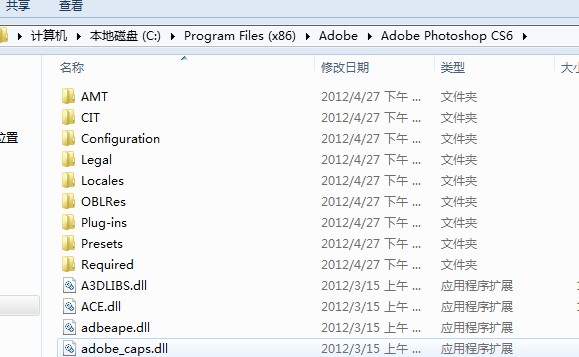 共享 查看
计算机 本地磁盘 (C:) Program Files (x86) Adobe Adobe Photoshop CS6
名称 修改日期 类型 大小
AMT 2012/4/27 下午 ... 文件夹
CIT 2012/4/27 下午 ... 文件夹
位置
Configuration 2012/4/27 下午 ... 文件夹
Legal 2012/4/27 下午 ... 文件夹
Locales 2012/4/27 下午 ... 文件夹
OBLRes 2012/4/27 下午 ... 文件夹
Plug-ins 2012/4/27 下午 ... 文件夹
Presets 2012/4/27 下午 ... 文件夹
Required 2012/4/27 下午 ... 文件夹
A3DLIBS.dll 2012/3/15 上午 ... 应用程序扩展
ACE.dll 2012/3/15 上午 ... 应用程序扩展
adbeape.dll 2012/3/15 上午 ... 应用程序扩展
adobe_caps.dll 2012/3/15 上午 ... 应用程序扩展